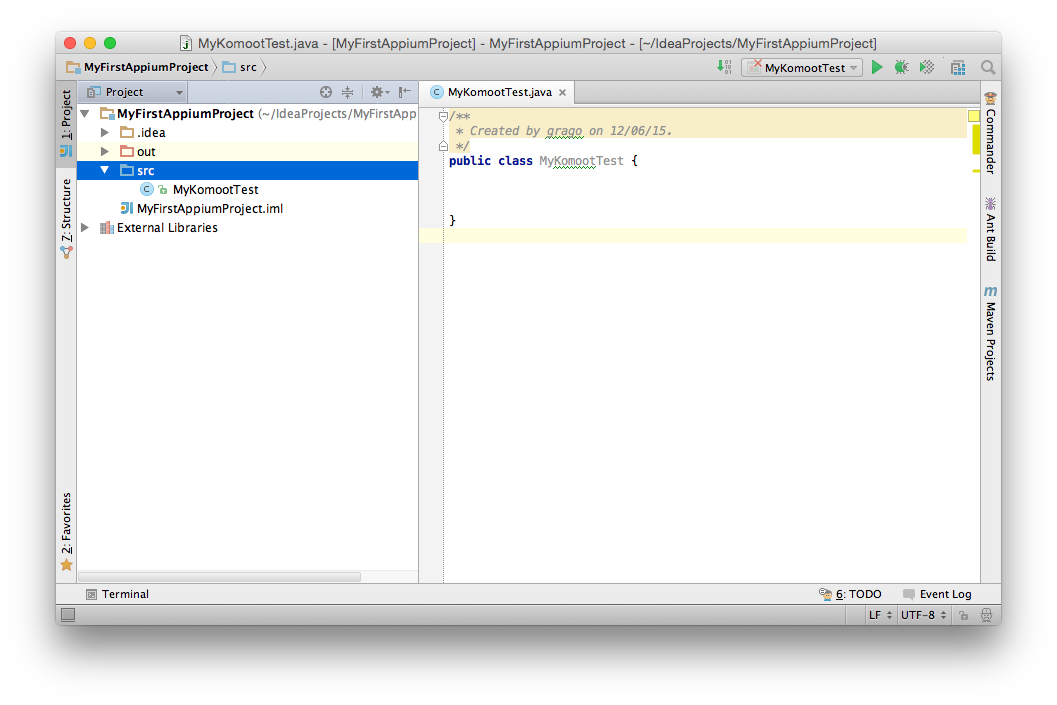 MyKomootTest.java - [MyFirstAppiumProject] - MyFirstAppiumProject - [~/IdeaProjects/MyFirstAppiumProject]
MyFirstAppiumProject
src
MyKomootTest
1: Project
7: Structure
2: Favorites
Project
MyFirstAppiumProject (~/IdeaProjects/MyFirstApp
.idea
out
src
MyKomootTest
MyFirstAppiumProject.iml
External Libraries
MyKomootTest.java
/**
* Created by grago on 12/06/15.
*/
public class MyKomootTest {
}
Commander
Ant Build
Maven Projects
Terminal
6: TODO
Event Log
LF
UTF-8